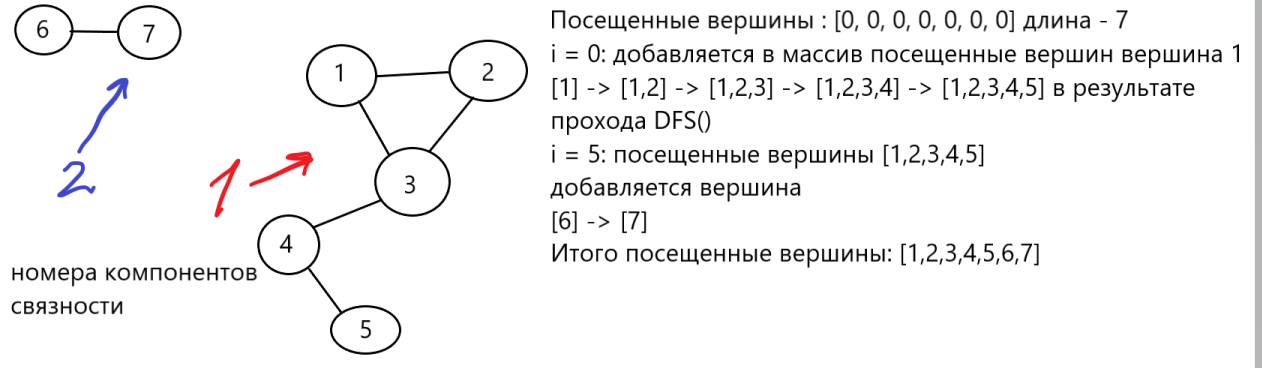 6
7
1
2
3
4
5
2
1
номера компонентов
связности
Посещенные вершины : [0, 0, 0, 0, 0, 0, 0] длина - 7
i = 0: добавляется в массив посещенные вершин вершина 1
[1] -> [1,2] -> [1,2,3] -> [1,2,3,4] -> [1,2,3,4,5] в результате
прохода DFS()
i = 5: посещенные вершины [1,2,3,4,5]
добавляется вершина
[6] -> [7]
Итого посещенные вершины: [1,2,3,4,5,6,7]